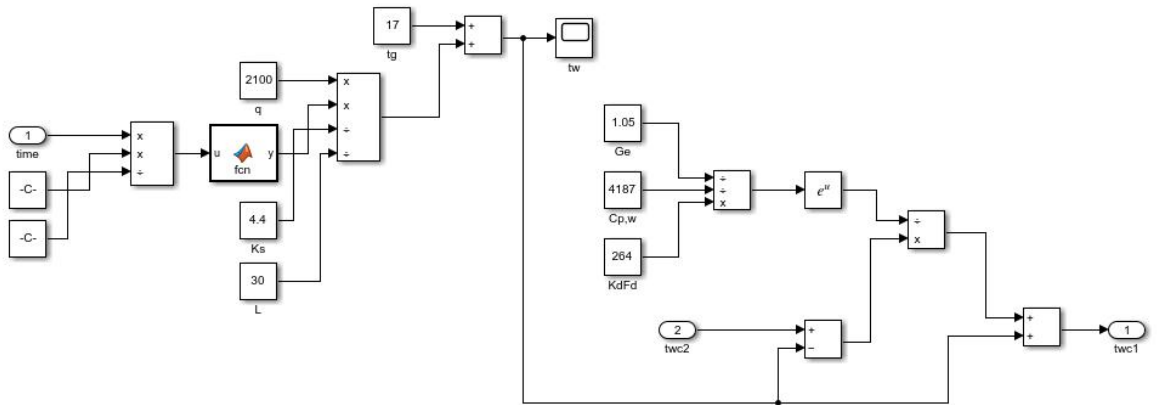 17
+
+
tg
tw
2100
q
x
x
÷
÷
1
time
x
x
÷
u
y
fcn
-C-
-C-
4.4
Ks
30
L
1.05
Ge
4187
Cp,w
264
KdFd
÷
÷
x
eᵘ
÷
x
2
twc2
+
−
+
+
1
twc1